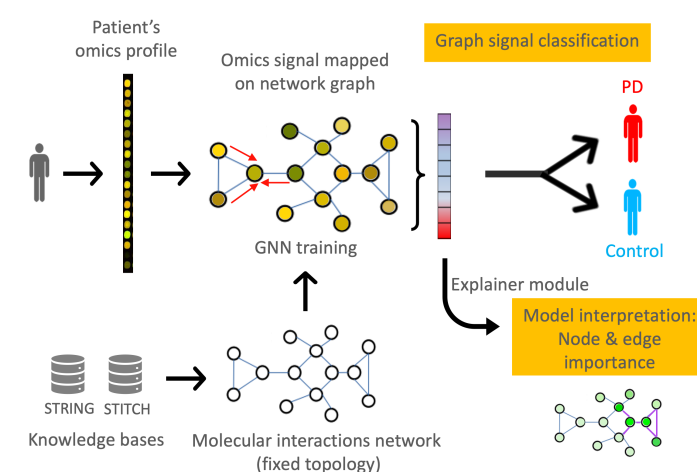 Patient's
omics profile
Omics signal mapped
on network graph
Graph signal classification
PD
Control
GNN training
Explainer module
Model interpretation:
Node & edge
importance
STRING
STITCH
Knowledge bases
Molecular interactions network
(fixed topology)